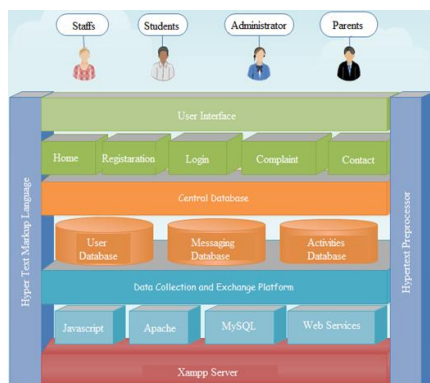 Staffs
Students
Administrator
Parents
User Interface
Home
Registaration
Login
Complaint
Contact
Central Database
User
Database
Messaging
Database
Activities
Database
Data Collection and Exchange Platform
Javascript
Apache
MySQL
Web Services
Xampp Server
Hyper Text Markup Language
Hypertext Preprocessor